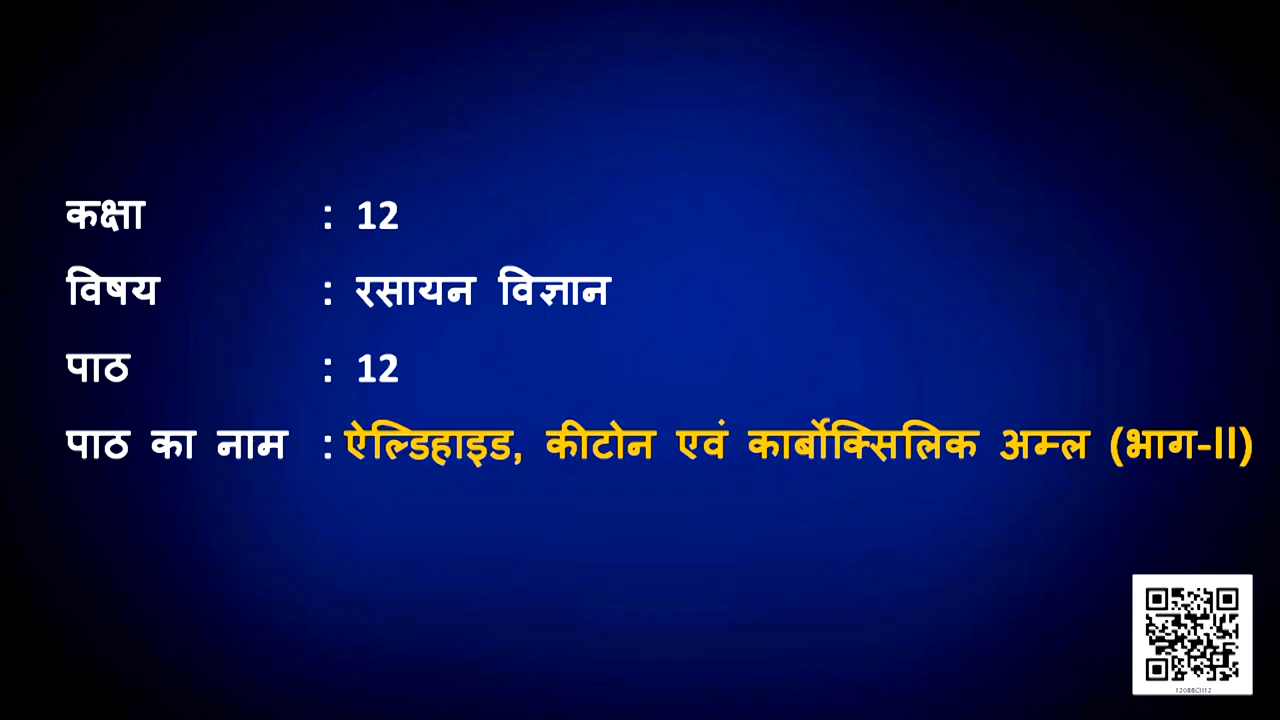 कक्षा : 12
विषय : रसायन विज्ञान
पाठ : 12
पाठ का नाम : ऐल्डिहाइड, कीटोन एवं कार्बोक्सिलिक अम्ल (भाग-II)